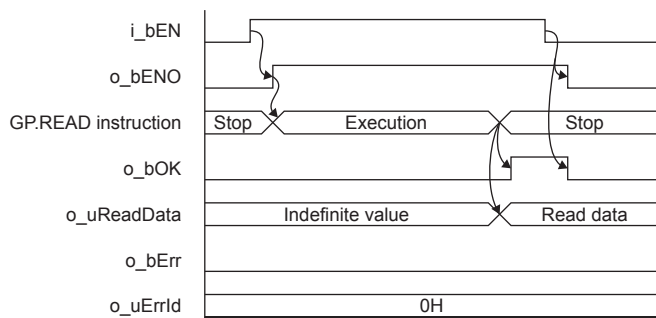 i_bEN
o_bENO
GP.READ instruction Stop Execution Stop
o_bOK
o_uReadData Indefinite value Read data
o_bErr
o_uErrId 0H